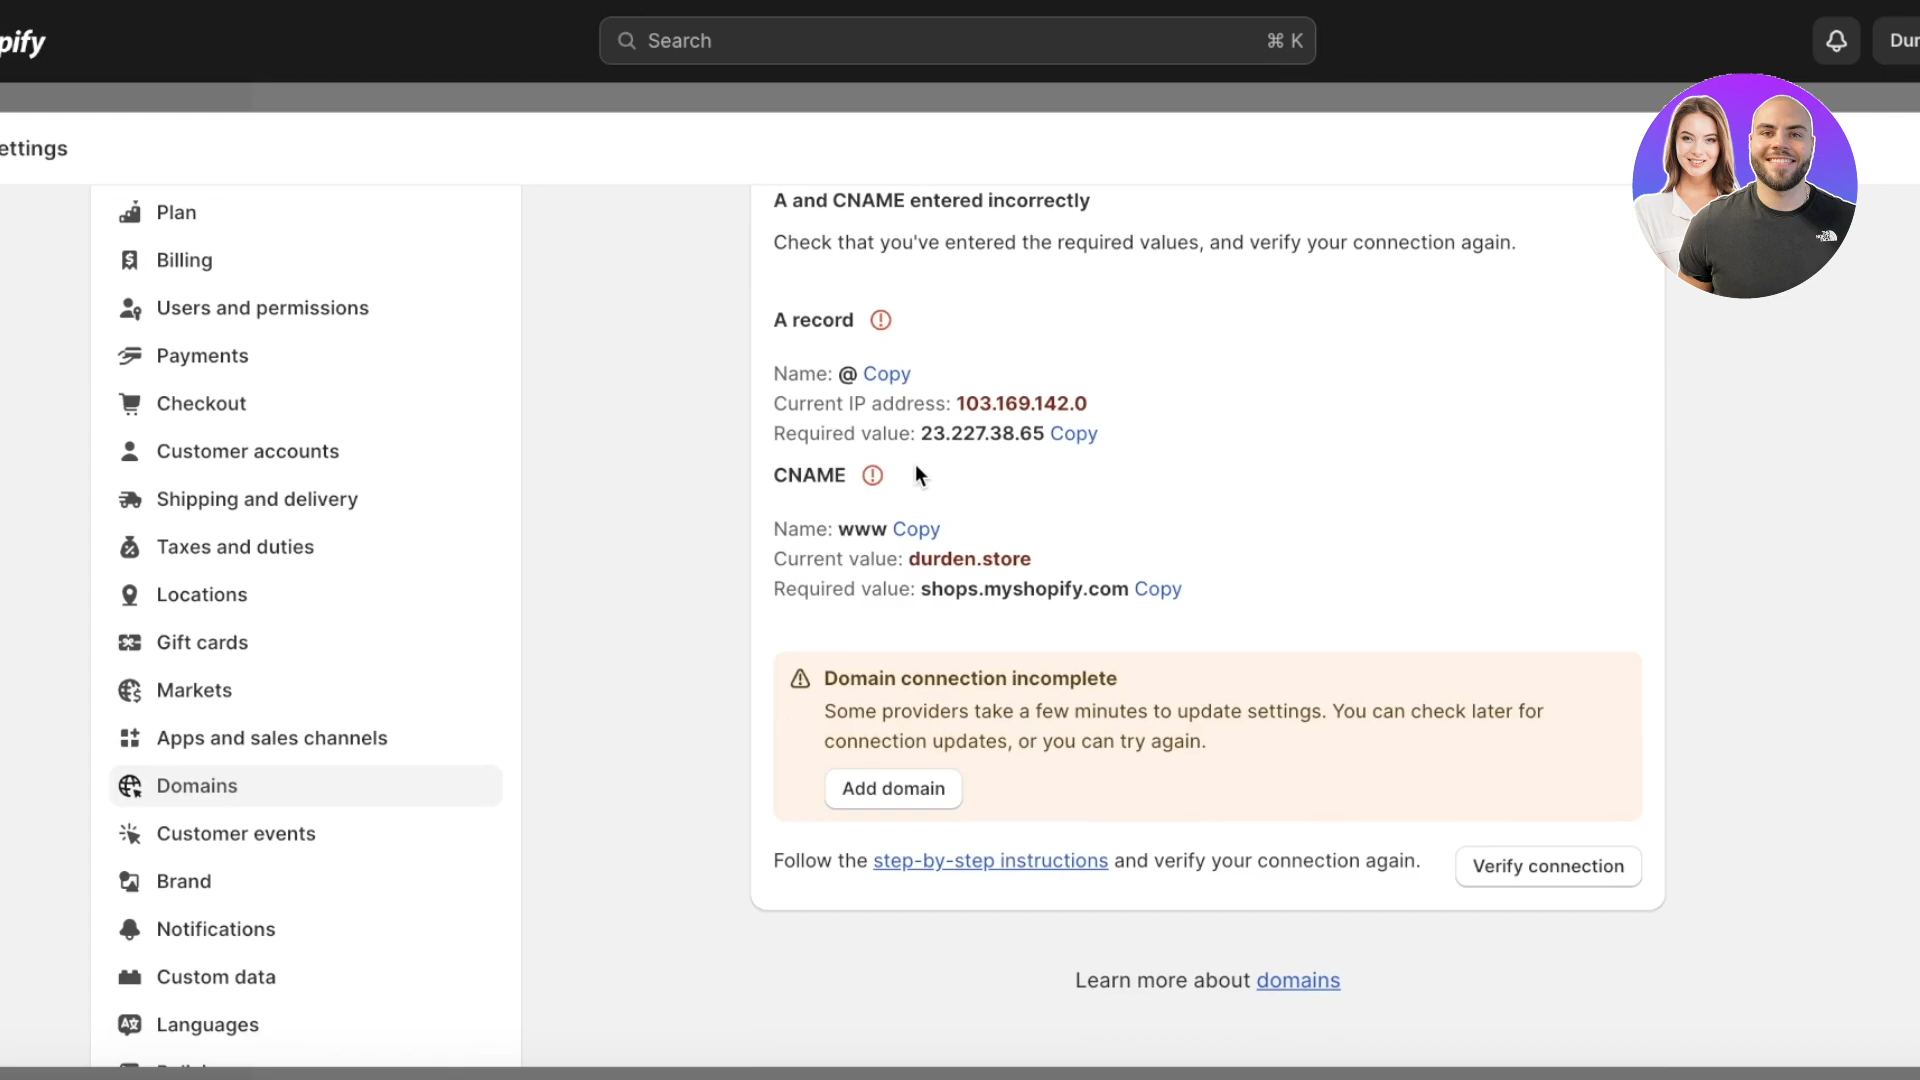 pify
Search
⌘ K
Dur
ettings
Plan
Billing
Users and permissions
Payments
Checkout
Customer accounts
Shipping and delivery
Taxes and duties
Locations
Gift cards
Markets
Apps and sales channels
Domains
Customer events
Brand
Notifications
Custom data
Languages
A and CNAME entered incorrectly
Check that you've entered the required values, and verify your connection again.
A record
Name: @ Copy
Current IP address: 103.169.142.0
Required value: 23.227.38.65 Copy
CNAME
Name: www Copy
Current value: durden.store
Required value: shops.myshopify.com Copy
Domain connection incomplete
Some providers take a few minutes to update settings. You can check later for
connection updates, or you can try again.
Add domain
Follow the step-by-step instructions and verify your connection again.
Verify connection
Learn more about domains